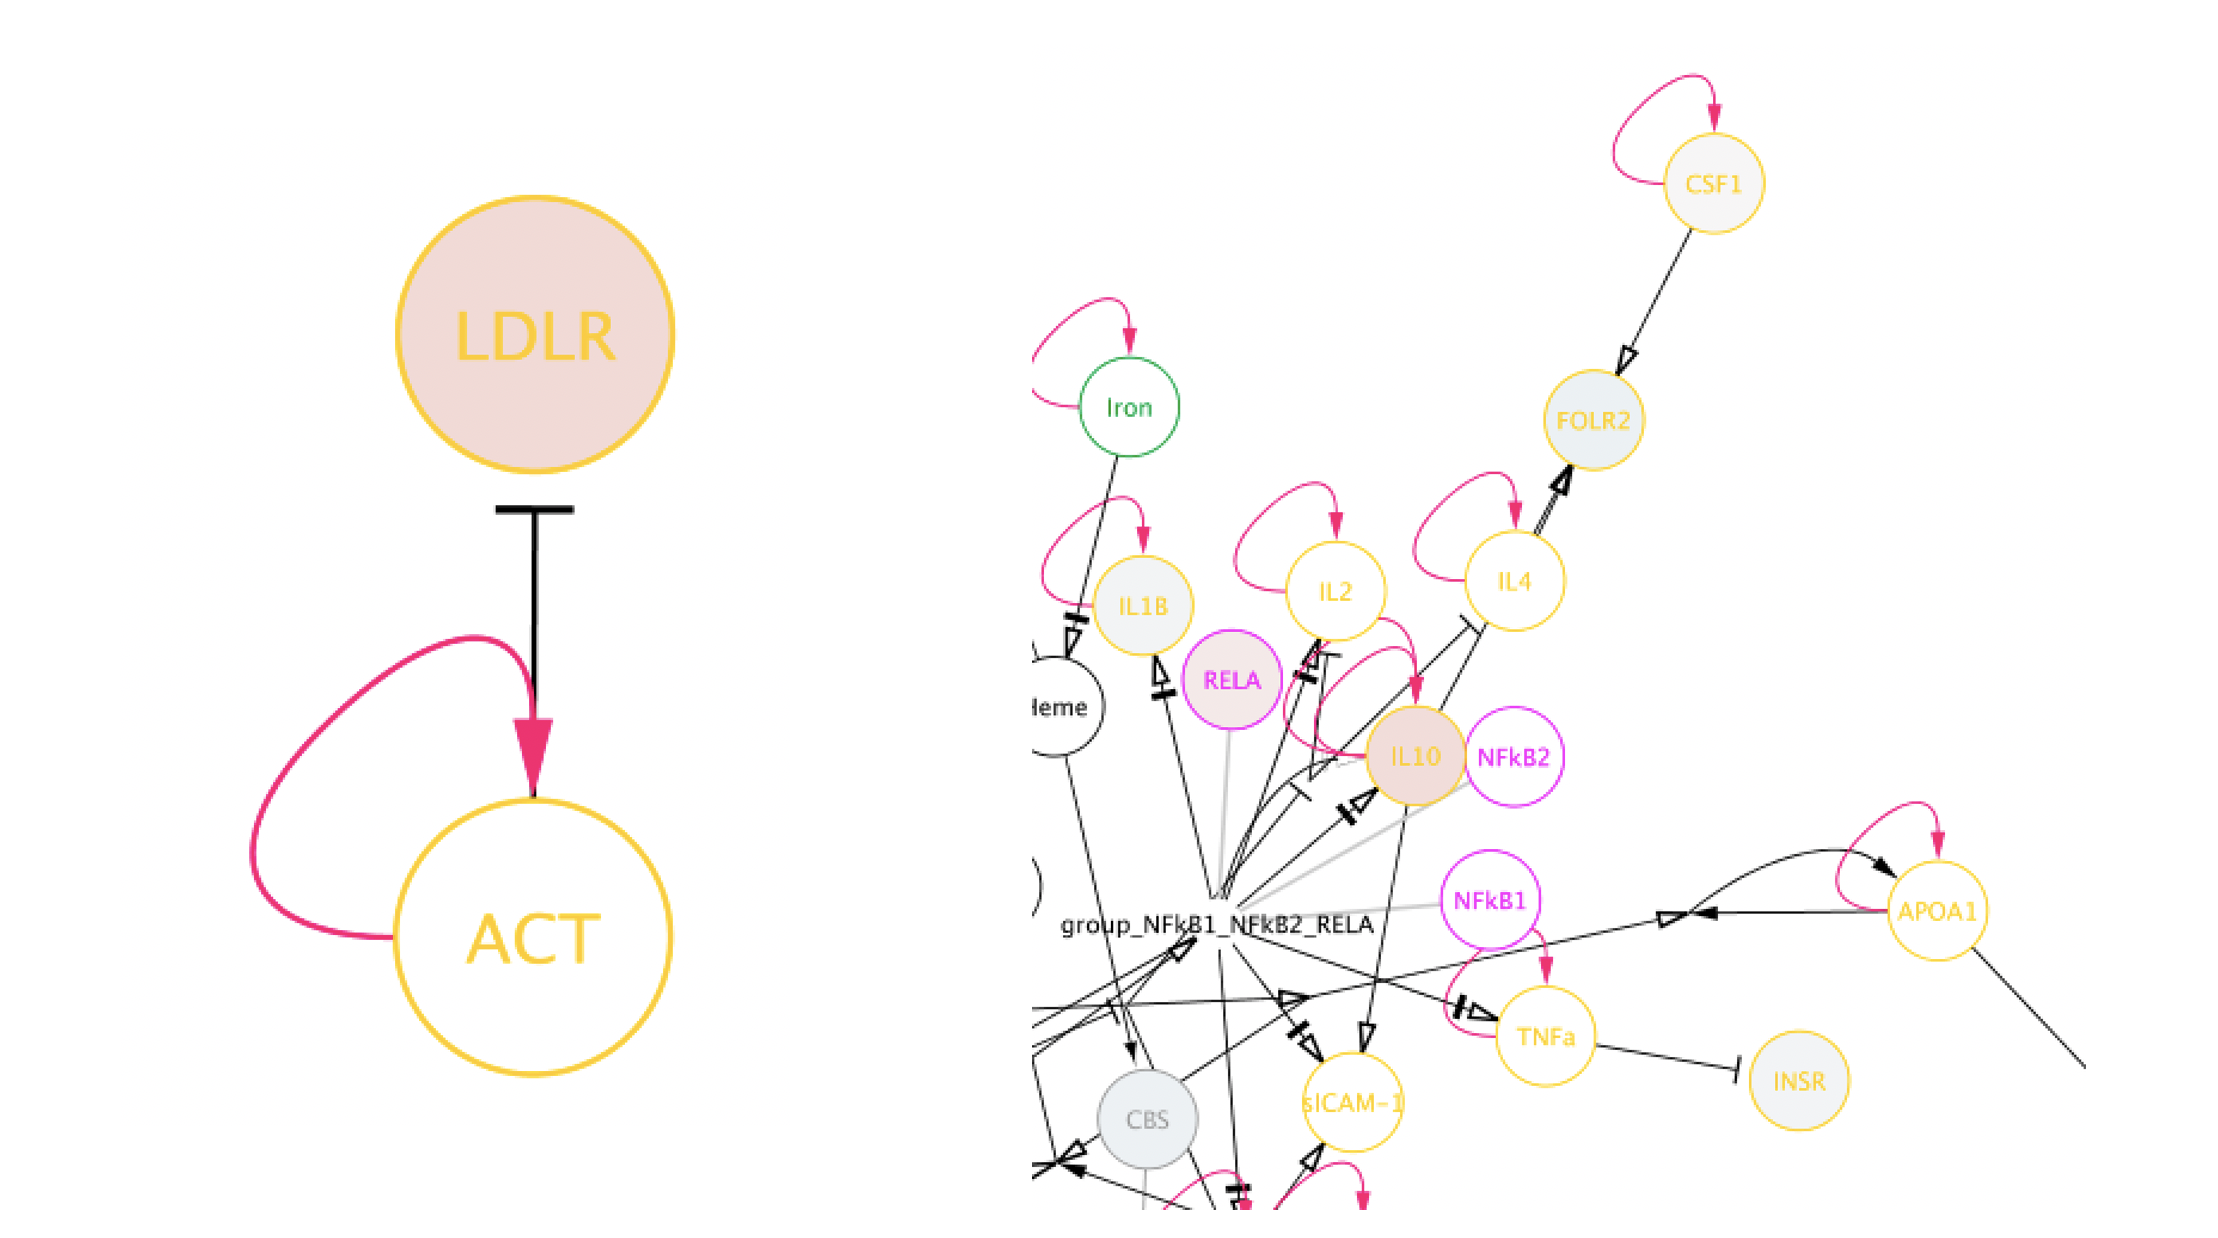 LDLR
ACT
CSF1
Iron
FOLR2
IL1B
IL2
IL4
RELA
Heme
IL10
NFkB2
NFkB1
group_NFkB1_NFkB2_RELA
APOA1
TNFa
INSR
sICAM-1
CBS